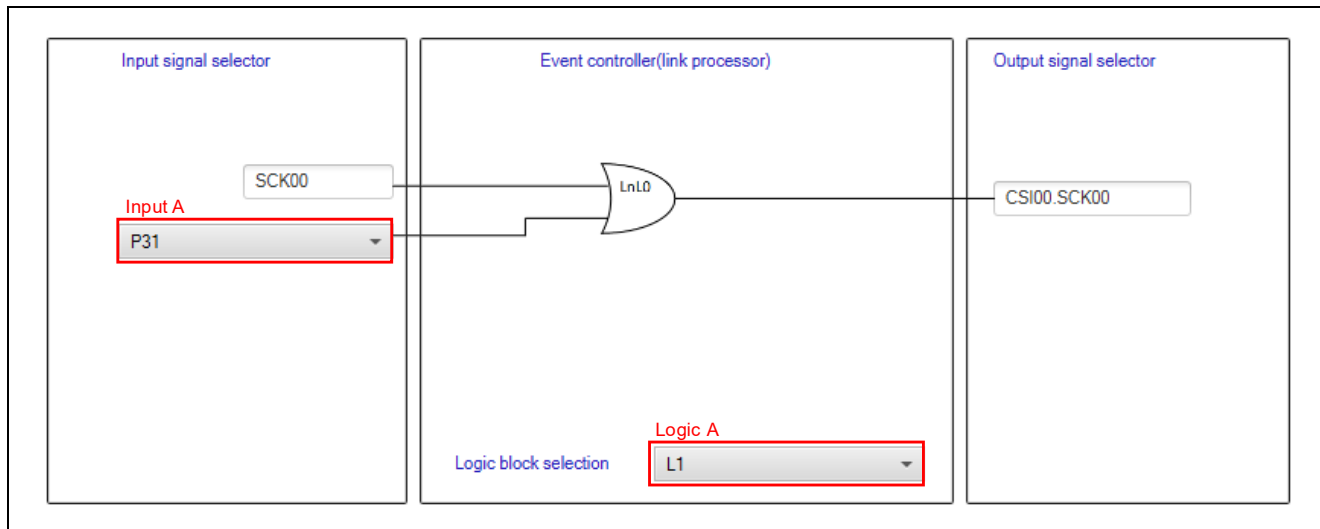 Input signal selector
Event controller(link processor)
Output signal selector
SCK00
LnL0
CSI00.SCK00
Input A
P31
Logic A
Logic block selection
L1